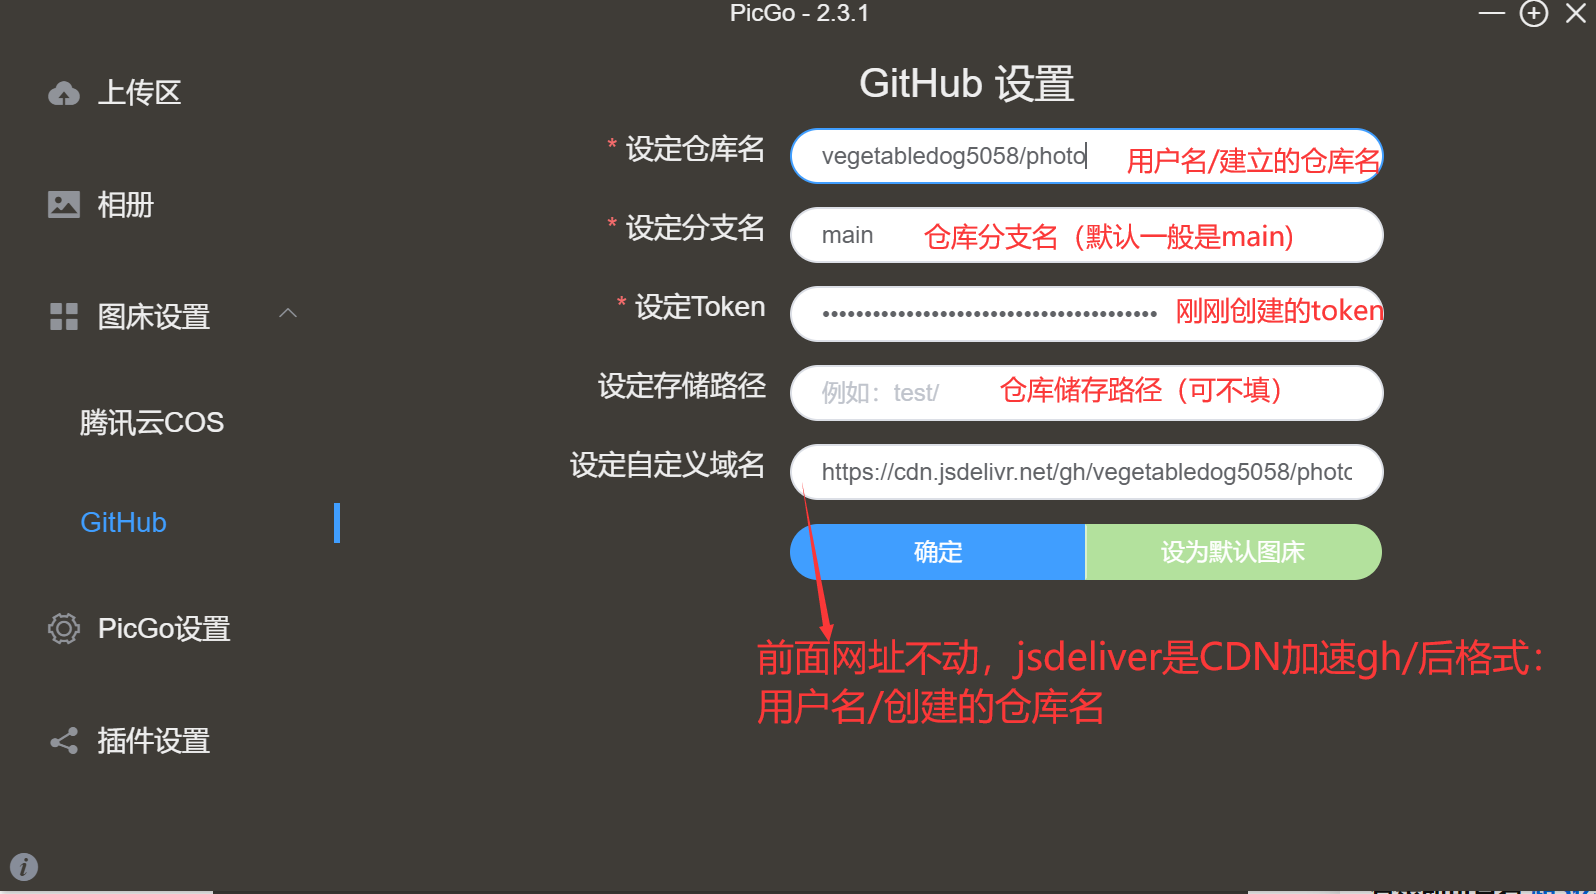 PicGo - 2.3.1
上传区
相册
图床设置
腾讯云COS
GitHub
PicGo设置
插件设置
GitHub 设置
* 设定仓库名 vegetabledog5058/photo 用户名/建立的仓库名
* 设定分支名 main 仓库分支名（默认一般是main)
* 设定Token •••••••••••••••••••••••••••••••••••••••• 刚刚创建的token
设定存储路径 例如：test/ 仓库储存路径（可不填）
设定自定义域名 https://cdn.jsdelivr.net/gh/vegetabledog5058/photo
确定 设为默认图床
前面网址不动，jsdeliver是CDN加速gh/后格式：
用户名/创建的仓库名